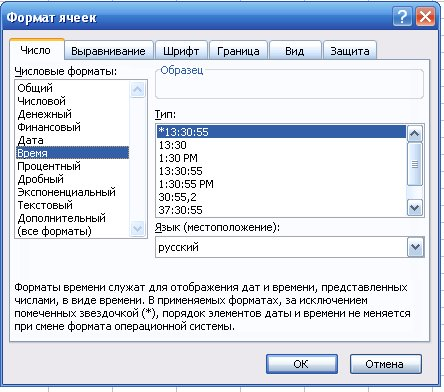 Формат ячеек
Число Выравнивание Шрифт Граница Вид Защита
Числовые форматы:
Общий
Числовой
Денежный
Финансовый
Дата
Время
Процентный
Дробный
Экспоненциальный
Текстовый
Дополнительный
(все форматы)
Образец
Тип:
*13:30:55
13:30
1:30 PM
13:30:55
1:30:55 PM
30:55,2
37:30:55
Язык (местоположение):
русский
Форматы времени служат для отображения дат и времени, представленных
числами, в виде времени. В применяемых форматах, за исключением
помеченных звездочкой (*), порядок элементов даты и времени не меняется
при смене формата операционной системы.
ОК Отмена